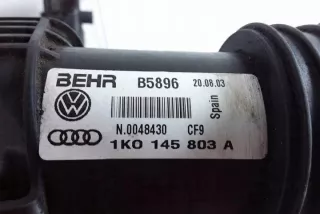 BEHR B5896 20.08.03
Spain
N.0048430 CF9
1K0 145 803 A